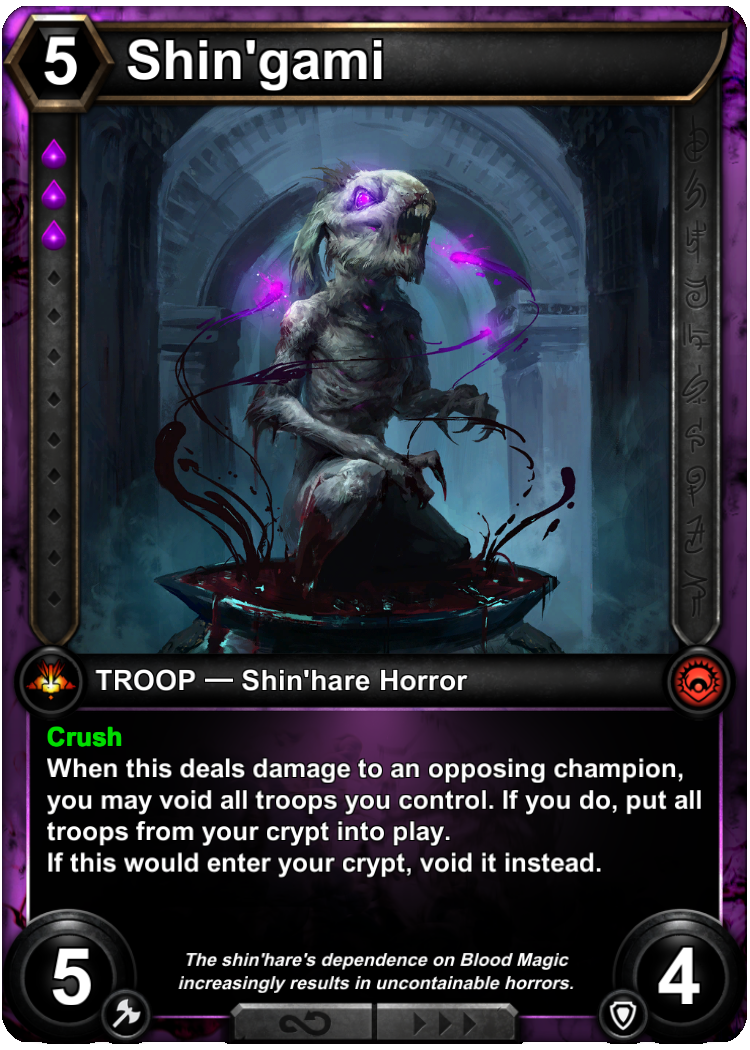 5 Shin'gami
TROOP — Shin'hare Horror
Crush
When this deals damage to an opposing champion,
you may void all troops you control. If you do, put all
troops from your crypt into play.
If this would enter your crypt, void it instead.
The shin'hare's dependence on Blood Magic
increasingly results in uncontainable horrors.
5
4